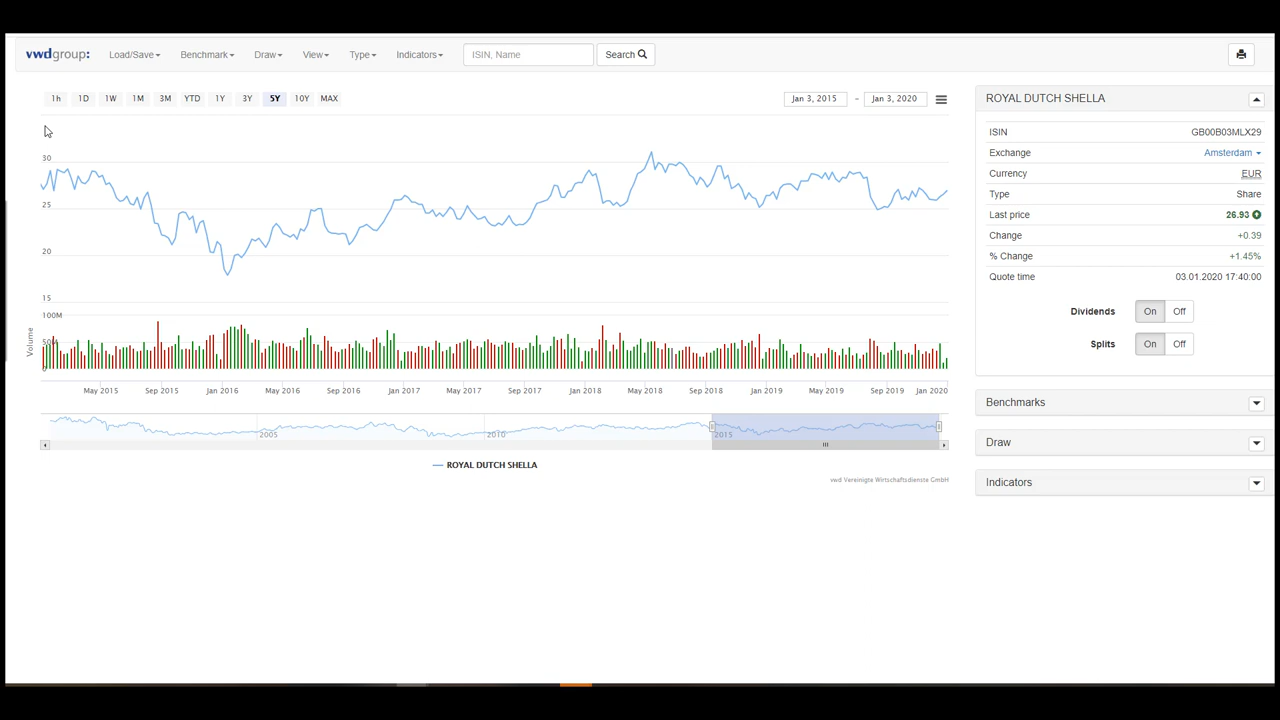 vwdgroup: Load/Save Benchmark Draw View Type Indicators ISIN, Name Search
1h 1D 1W 1M 3M YTD 1Y 3Y 5Y 10Y MAX Jan 3, 2015 - Jan 3, 2020
30
25
20
15
100M
50M
0
Volume
May 2015 Sep 2015 Jan 2016 May 2016 Sep 2016 Jan 2017 May 2017 Sep 2017 Jan 2018 May 2018 Sep 2018 Jan 2019 May 2019 Sep 2019 Jan 2020
2005 2010 2015
ROYAL DUTCH SHELLA
vwd Vereinigte Wirtschaftsdienste GmbH
ROYAL DUTCH SHELLA
ISIN GB00B03MLX29
Exchange Amsterdam
Currency EUR
Type Share
Last price 26.93
Change +0.39
% Change +1.45%
Quote time 03.01.2020 17:40:00
Dividends On Off
Splits On Off
Benchmarks
Draw
Indicators